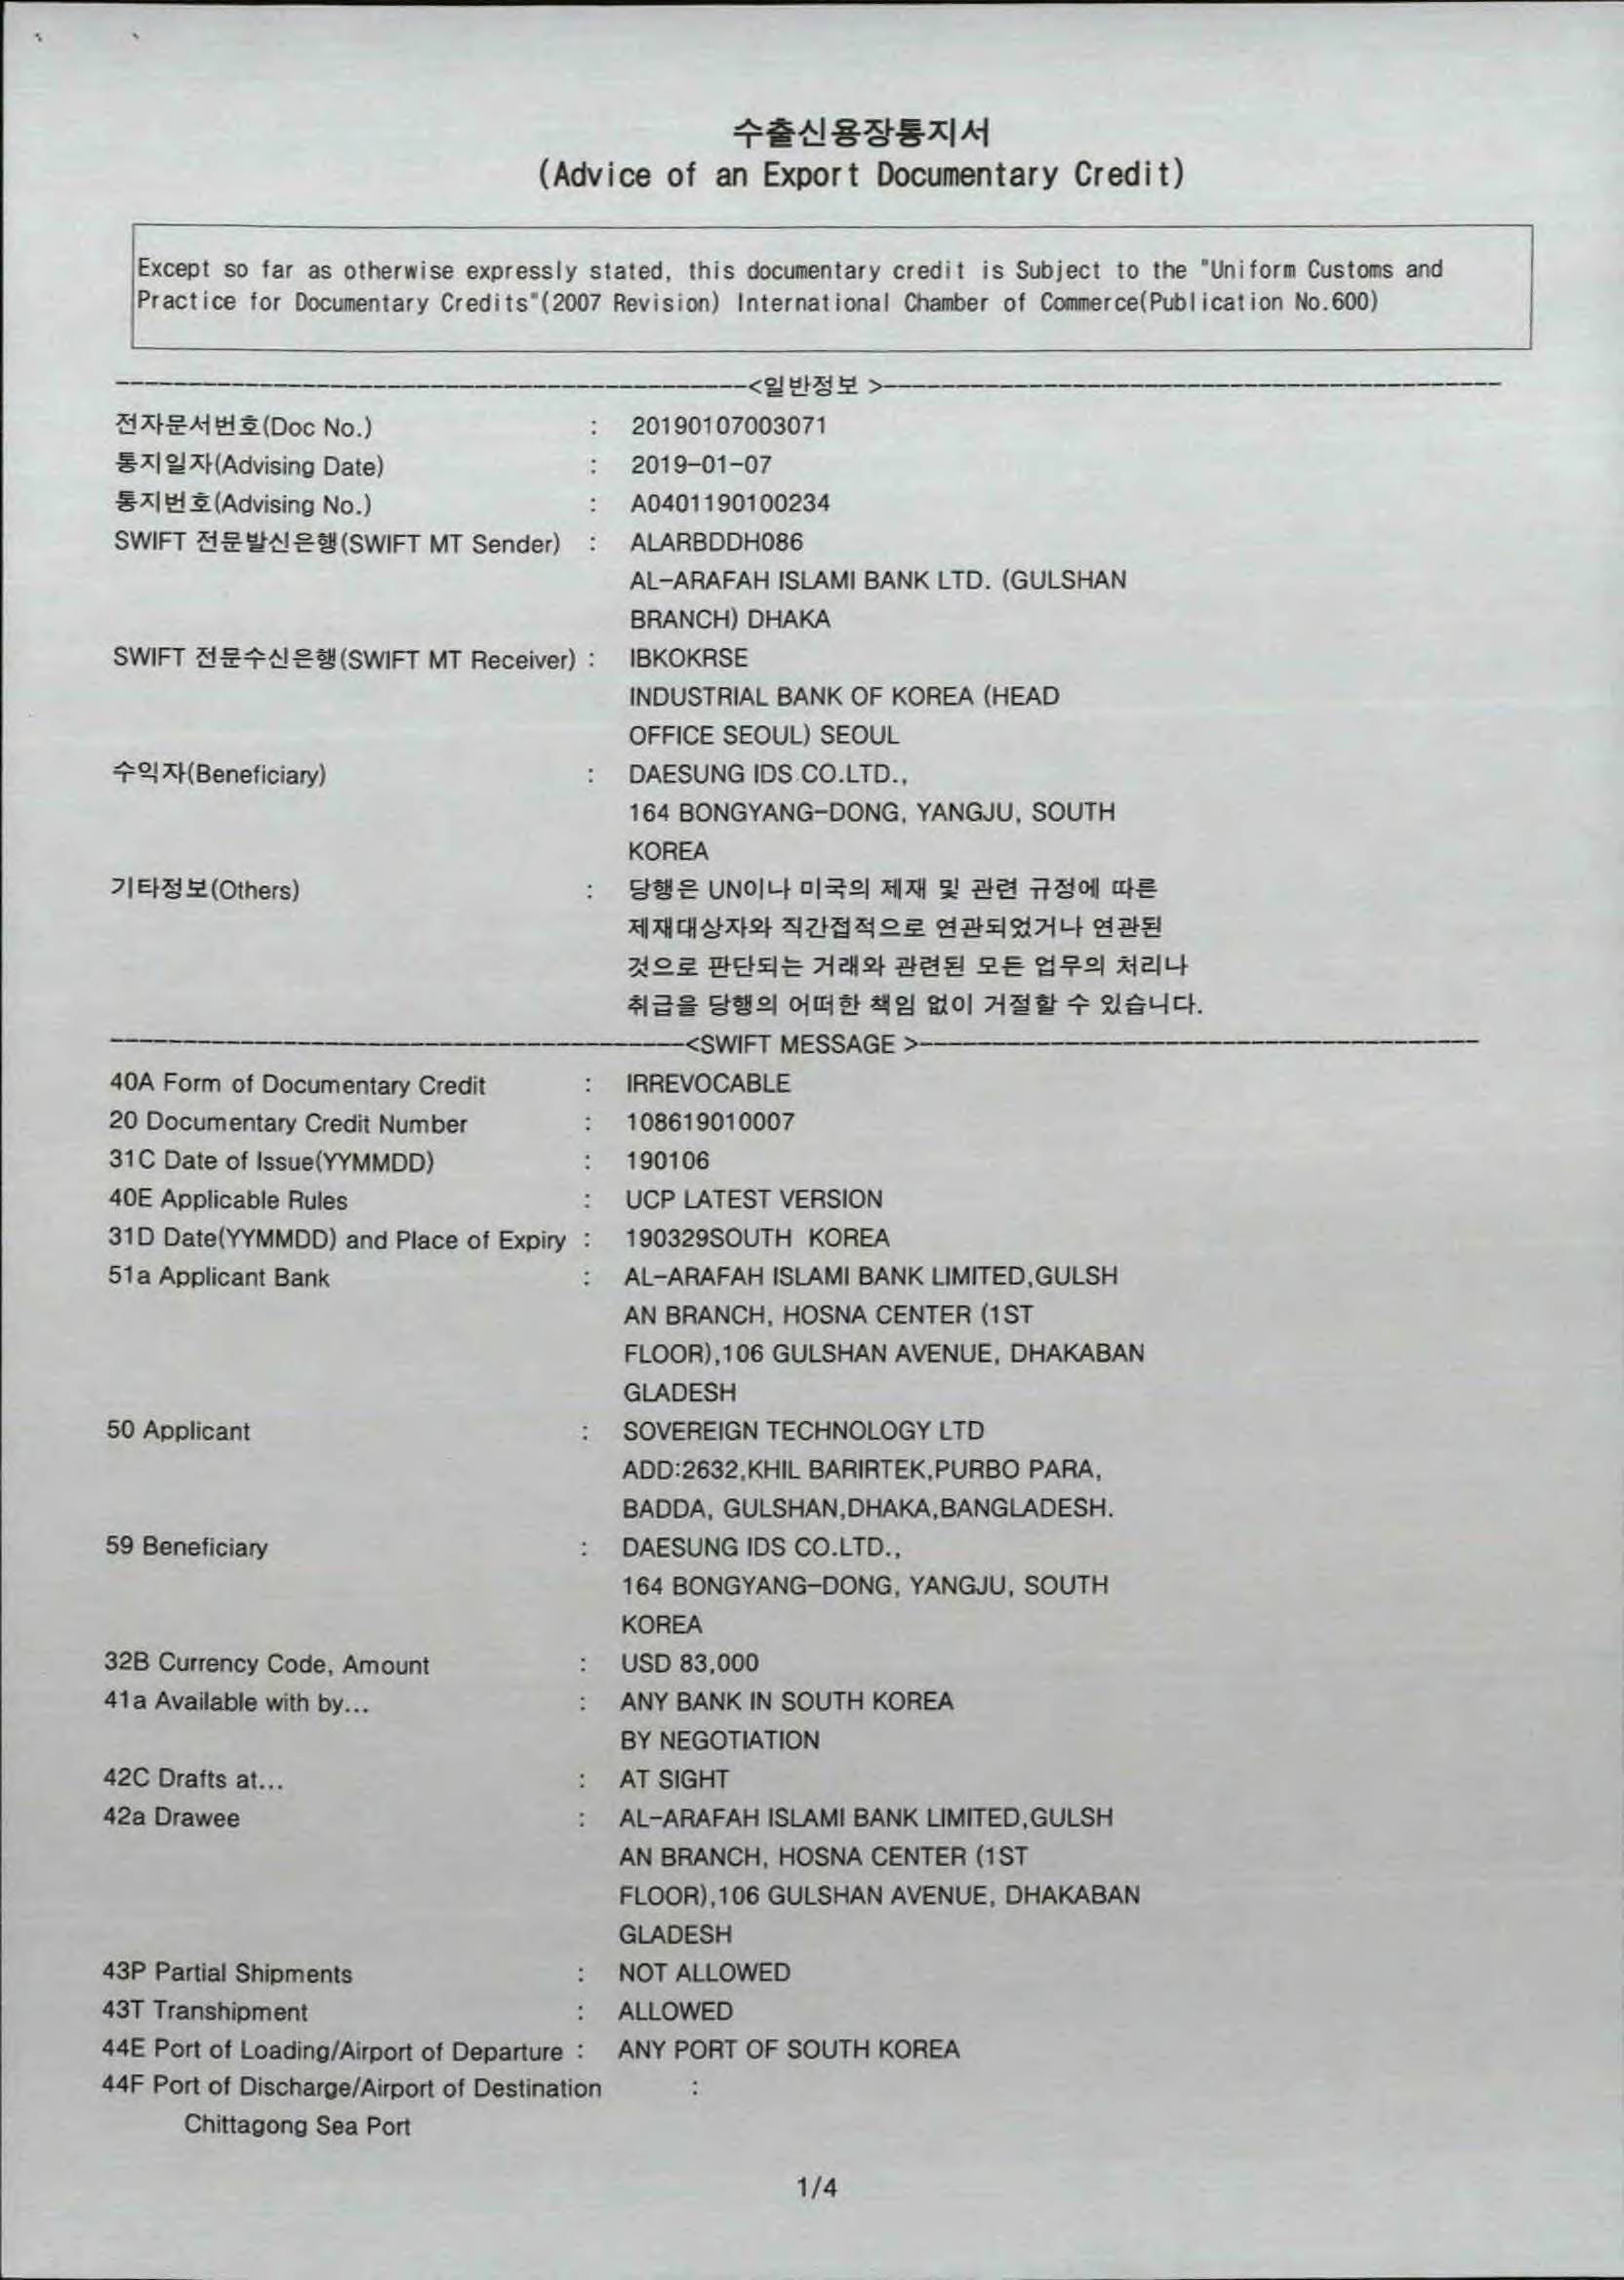 수출신용장통지서
(Advice of an Export Documentary Credit)
Except so far as otherwise expressly stated, this documentary credit is Subject to the "Uniform Customs and
Practice for Documentary Credits"(2007 Revision) International Chamber of Commerce(Publication No.600)
--------------------<일반정보 >--------------------
전자문서번호(Doc No.) : 20190107003071
통지일자(Advising Date) : 2019-01-07
통지번호(Advising No.) : A0401190100234
SWIFT 전문발신은행(SWIFT MT Sender) : ALARBDDH086
AL-ARAFAH ISLAMI BANK LTD. (GULSHAN
BRANCH) DHAKA
SWIFT 전문수신은행(SWIFT MT Receiver) : IBKOKRSE
INDUSTRIAL BANK OF KOREA (HEAD
OFFICE SEOUL) SEOUL
수익자(Beneficiary) : DAESUNG IDS CO.LTD.,
164 BONGYANG-DONG, YANGJU, SOUTH
KOREA
기타정보(Others) : 당행은 UN이나 미국의 제재 및 관련 규정에 따른
제재대상자와 직간접적으로 연관되었거나 연관된
것으로 판단되는 거래와 관련된 모든 업무의 처리나
취급을 당행의 어떠한 책임 없이 거절할 수 있습니다.
--------------------<SWIFT MESSAGE >--------------------
40A Form of Documentary Credit : IRREVOCABLE
20 Documentary Credit Number : 108619010007
31C Date of Issue(YYMMDD) : 190106
40E Applicable Rules : UCP LATEST VERSION
31D Date(YYMMDD) and Place of Expiry : 190329SOUTH KOREA
51a Applicant Bank : AL-ARAFAH ISLAMI BANK LIMITED,GULSH
AN BRANCH, HOSNA CENTER (1ST
FLOOR),106 GULSHAN AVENUE, DHAKABAN
GLADESH
50 Applicant : SOVEREIGN TECHNOLOGY LTD
ADD:2632,KHIL BARIRTEK,PURBO PARA,
BADDA, GULSHAN,DHAKA,BANGLADESH.
59 Beneficiary : DAESUNG IDS CO.LTD.,
164 BONGYANG-DONG, YANGJU, SOUTH
KOREA
32B Currency Code, Amount : USD 83,000
41a Available with by... : ANY BANK IN SOUTH KOREA
BY NEGOTIATION
42C Drafts at... : AT SIGHT
42a Drawee : AL-ARAFAH ISLAMI BANK LIMITED,GULSH
AN BRANCH, HOSNA CENTER (1ST
FLOOR),106 GULSHAN AVENUE, DHAKABAN
GLADESH
43P Partial Shipments : NOT ALLOWED
43T Transhipment : ALLOWED
44E Port of Loading/Airport of Departure : ANY PORT OF SOUTH KOREA
44F Port of Discharge/Airport of Destination :
Chittagong Sea Port
1/4